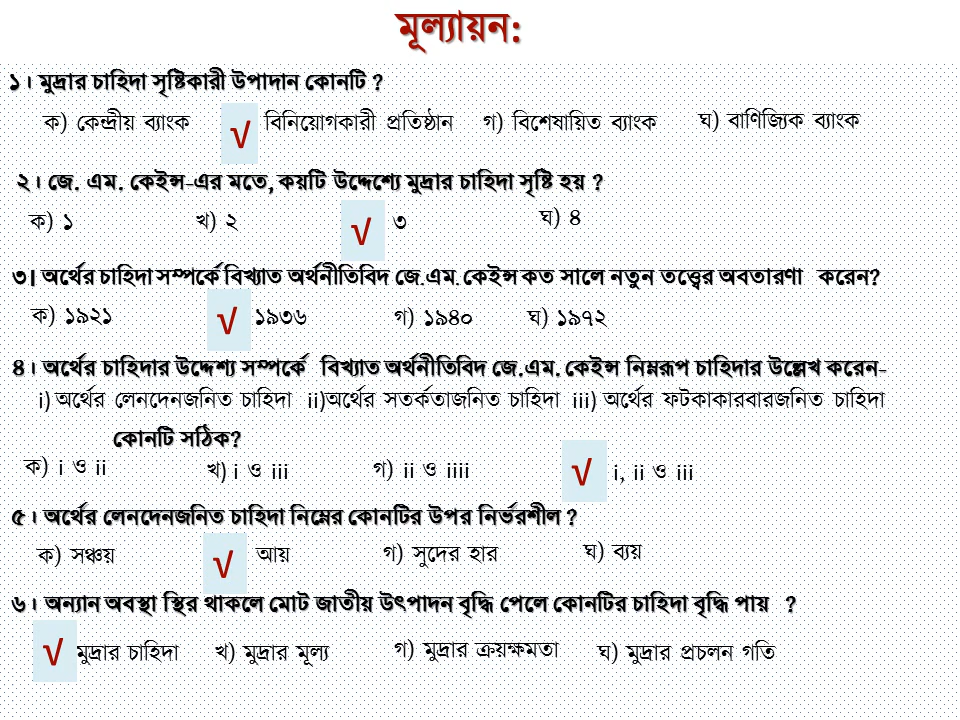 মূল্যায়ন:
১। মুদ্রার চাহিদা সৃষ্টিকারী উপাদান কোনটি ?
ক) কেন্দ্রীয় ব্যাংক √ বিনিয়োগকারী প্রতিষ্ঠান গ) বিশেষায়িত ব্যাংক ঘ) বাণিজ্যিক ব্যাংক
২। জে. এম. কেইন্স-এর মতে, কয়টি উদ্দেশ্যে মুদ্রার চাহিদা সৃষ্টি হয় ?
ক) ১ খ) ২ √ ৩ ঘ) ৪
৩| অর্থের চাহিদা সম্পর্কে বিখ্যাত অর্থনীতিবিদ জে.এম. কেইন্স কত সালে নতুন তত্ত্বের অবতারণা করেন?
ক) ১৯২১ √ ১৯৩৬ গ) ১৯৪০ ঘ) ১৯৭২
৪। অর্থের চাহিদার উদ্দেশ্য সম্পর্কে বিখ্যাত অর্থনীতিবিদ জে.এম. কেইন্স নিম্নরূপ চাহিদার উল্লেখ করেন-
i) অর্থের লেনদেনজনিত চাহিদা ii)অর্থের সতর্কতাজনিত চাহিদা iii) অর্থের ফটকাকারবারজনিত চাহিদা
কোনটি সঠিক?
ক) i ও ii খ) i ও iii গ) ii ও iiii √ i, ii ও iii
৫। অর্থের লেনদেনজনিত চাহিদা নিম্নের কোনটির উপর নির্ভরশীল ?
ক) সঞ্চয় √ আয় গ) সুদের হার ঘ) ব্যয়
৬। অন্যান অবস্থা স্থির থাকলে মোট জাতীয় উৎপাদন বৃদ্ধি পেলে কোনটির চাহিদা বৃদ্ধি পায় ?
√ মুদ্রার চাহিদা খ) মুদ্রার মূল্য গ) মুদ্রার ক্রয়ক্ষমতা ঘ) মুদ্রার প্রচলন গতি